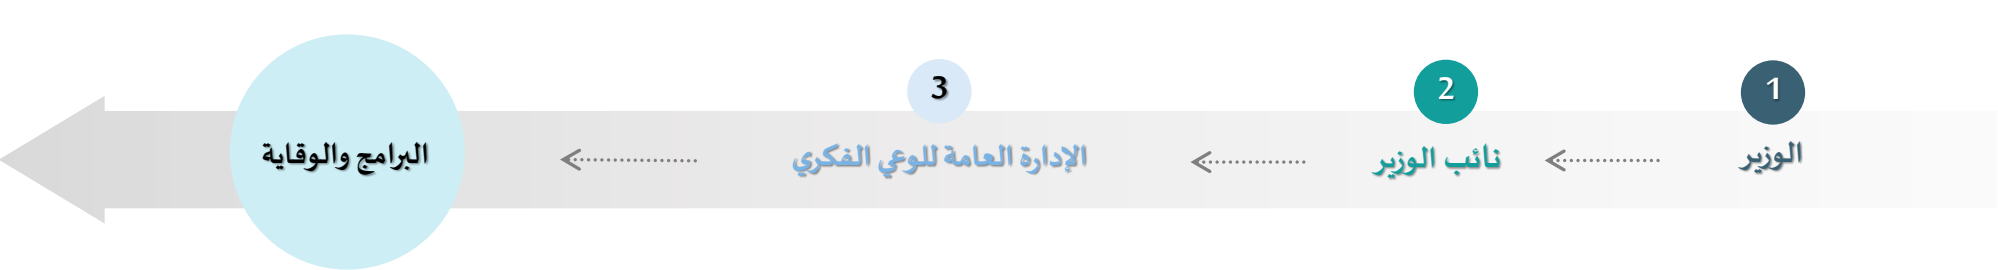 1
الوزير
2
نائب الوزير
3
الإدارة العامة للوعي الفكري
البرامج والوقاية